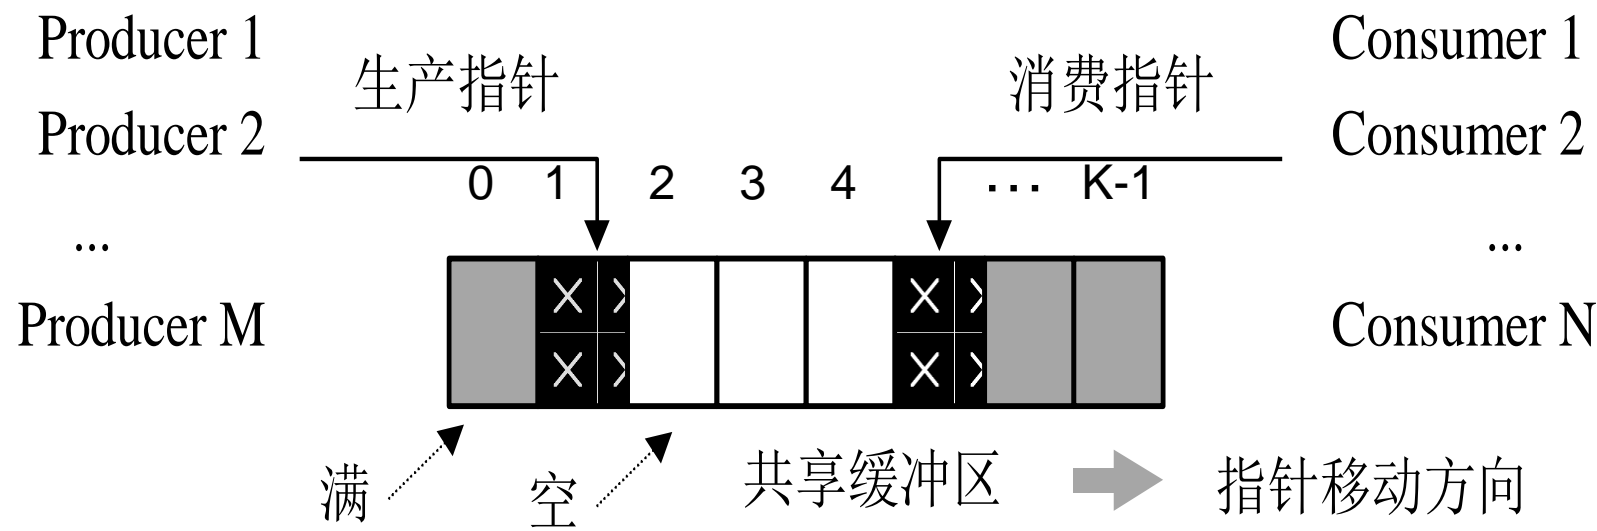 Producer 1
Producer 2
...
Producer M
生产指针
消费指针
Consumer 1
Consumer 2
...
Consumer N
0 1 2 3 4 ... K-1
满
空
共享缓冲区
指针移动方向